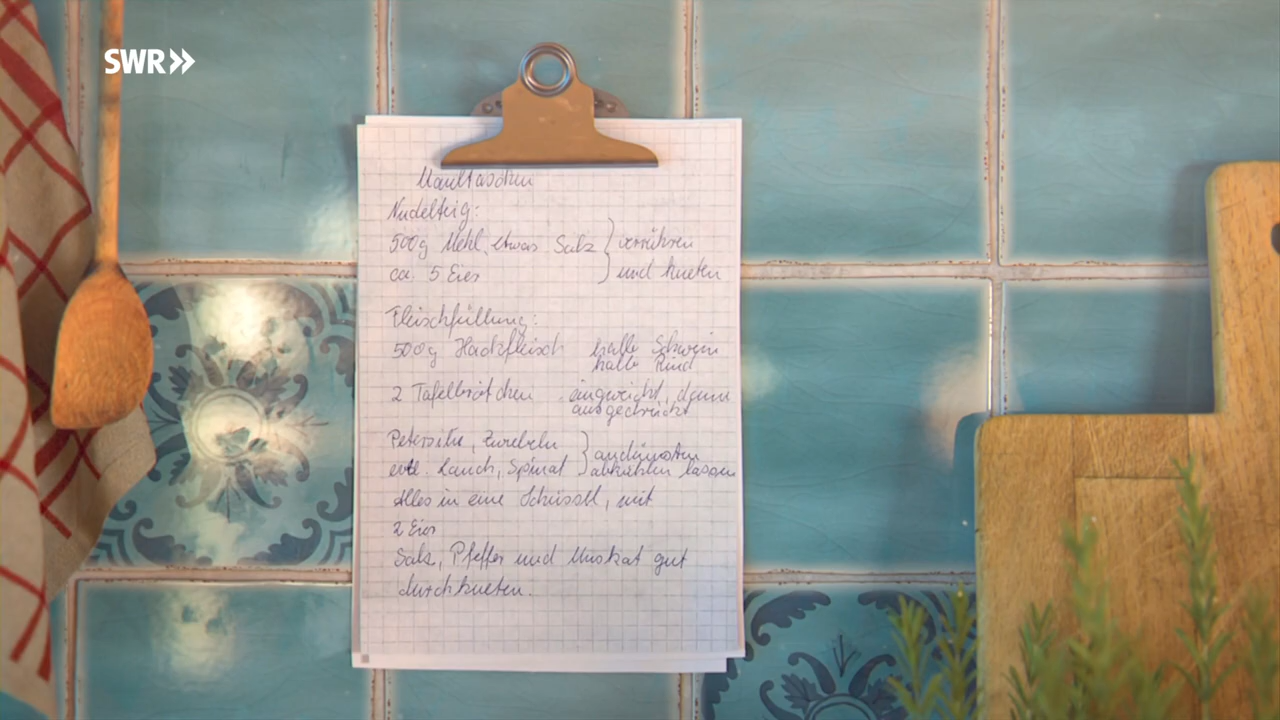 SWR
Maultaschen
Nudelteig:
500g Mehl, etwas Salz } verrühren
ca. 5 Eier } und kneten
Fleischfüllung:
500g Hackfleisch halb Schwein
halb Rind
2 Tafelbrötchen eingeweicht, dann
ausgedrückt
Petersilie, Zwiebeln } andünsten
evtl. Lauch, Spinat } abkühlen lassen
Alles in eine Schüssel, mit
2 Eier
Salz, Pfeffer und Muskat gut
durchkneten.